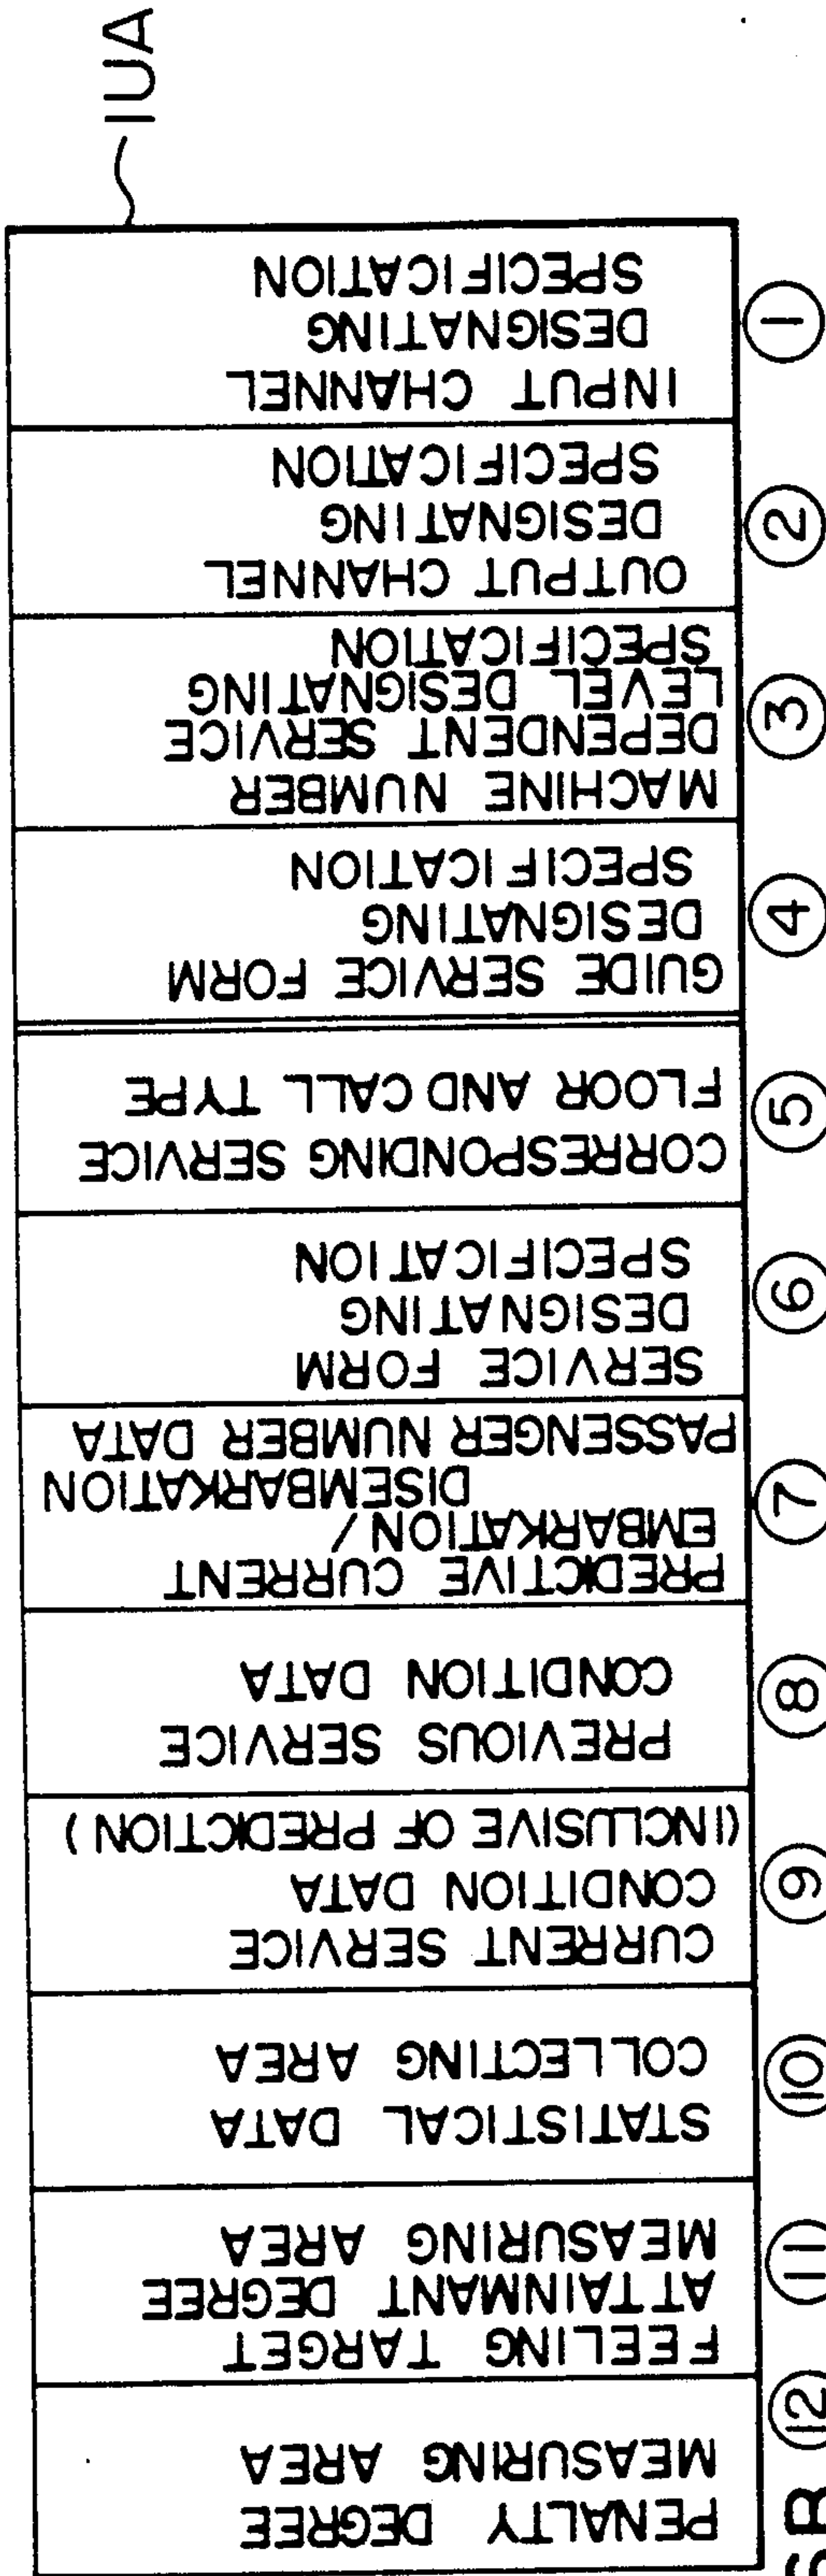 IUA
INPUT CHANNEL
DESIGNATING
SPECIFICATION
①
OUTPUT CHANNEL
DESIGNATING
SPECIFICATION
②
MACHINE NUMBER
DEPENDENT SERVICE
LEVEL DESIGNATING
SPECIFICATION
③
GUIDE SERVICE FORM
DESIGNATING
SPECIFICATION
④
CORRESPONDING SERVICE
FLOOR AND CALL TYPE
⑤
SERVICE FORM
DESIGNATING
SPECIFICATION
⑥
PREDICTIVE CURRENT
EMBARKATION /
DISEMBARKATION
PASSENGER NUMBER DATA
⑦
PREVIOUS SERVICE
CONDITION DATA
⑧
CURRENT SERVICE
CONDITION DATA
(INCLUSIVE OF PREDICTION)
⑨
STATISTICAL DATA
COLLECTING AREA
⑩
FEELING TARGET
ATTAINMANT DEGREE
MEASURING AREA
⑪
PENALTY DEGREE
MEASURING AREA
⑫